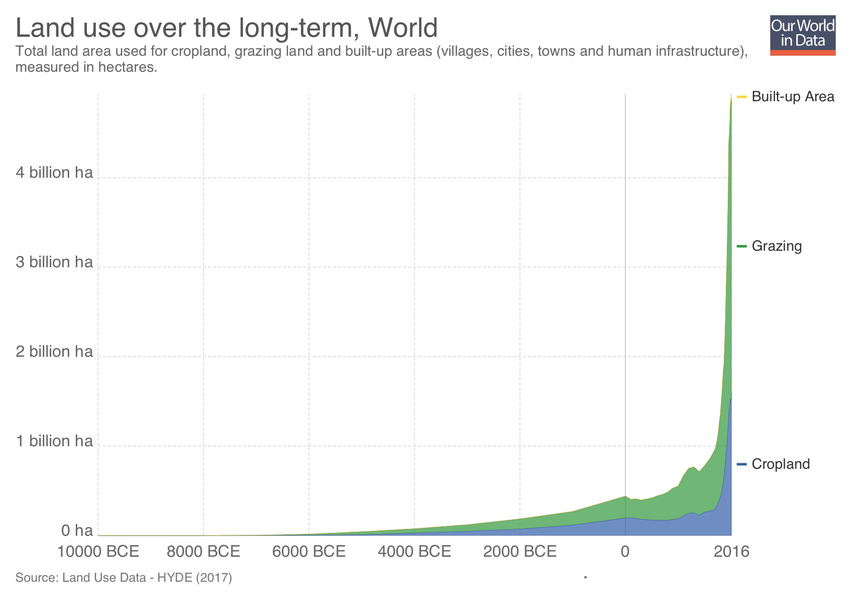 Land use over the long-term, World
Total land area used for cropland, grazing land and built-up areas (villages, cities, towns and human infrastructure),
measured in hectares.
Our World
in Data
Built-up Area
4 billion ha
3 billion ha
Grazing
2 billion ha
1 billion ha
Cropland
0 ha
10000 BCE 8000 BCE 6000 BCE 4000 BCE 2000 BCE 0 2016
Source: Land Use Data - HYDE (2017)